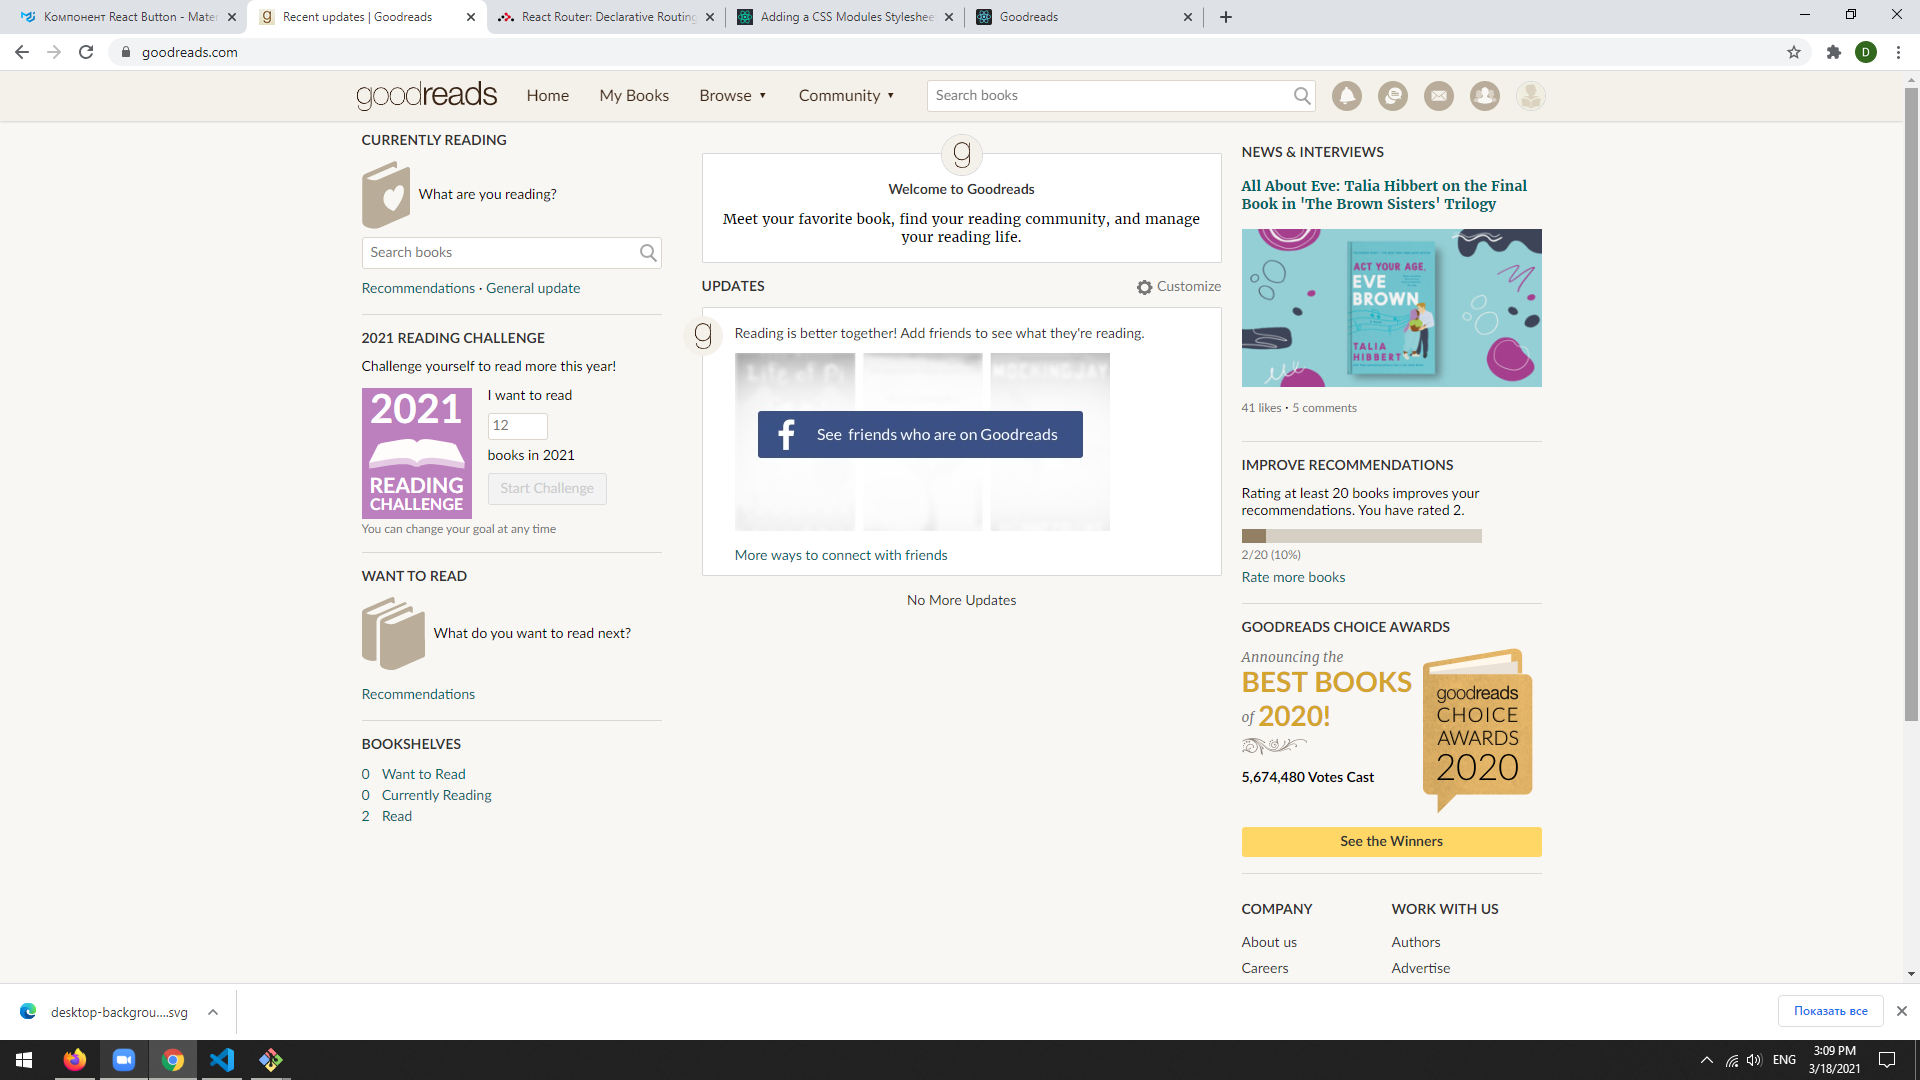 Компонент React Button - Mater
Recent updates | Goodreads
React Router: Declarative Routing
Adding a CSS Modules Styleshee
Goodreads
goodreads.com
D
goodreads
Home
My Books
Browse ▼
Community ▼
Search books
CURRENTLY READING
What are you reading?
Search books
Recommendations · General update
2021 READING CHALLENGE
Challenge yourself to read more this year!
2021
READING
CHALLENGE
I want to read
12
books in 2021
Start Challenge
You can change your goal at any time
WANT TO READ
What do you want to read next?
Recommendations
BOOKSHELVES
0 Want to Read
0 Currently Reading
2 Read
g
Welcome to Goodreads
Meet your favorite book, find your reading community, and manage
your reading life.
UPDATES
Customize
g
Reading is better together! Add friends to see what they're reading.
Life of Pi
MOCKINGJAY
f See friends who are on Goodreads
More ways to connect with friends
No More Updates
NEWS & INTERVIEWS
All About Eve: Talia Hibbert on the Final
Book in 'The Brown Sisters' Trilogy
ACT YOUR AGE,
EVE
BROWN
TALIA
HIBBERT
41 likes · 5 comments
IMPROVE RECOMMENDATIONS
Rating at least 20 books improves your
recommendations. You have rated 2.
2/20 (10%)
Rate more books
GOODREADS CHOICE AWARDS
Announcing the
BEST BOOKS
of 2020!
5,674,480 Votes Cast
goodreads
CHOICE
AWARDS
2020
See the Winners
COMPANY
About us
Careers
WORK WITH US
Authors
Advertise
desktop-backgrou....svg
Показать все
ENG
3:09 PM
3/18/2021